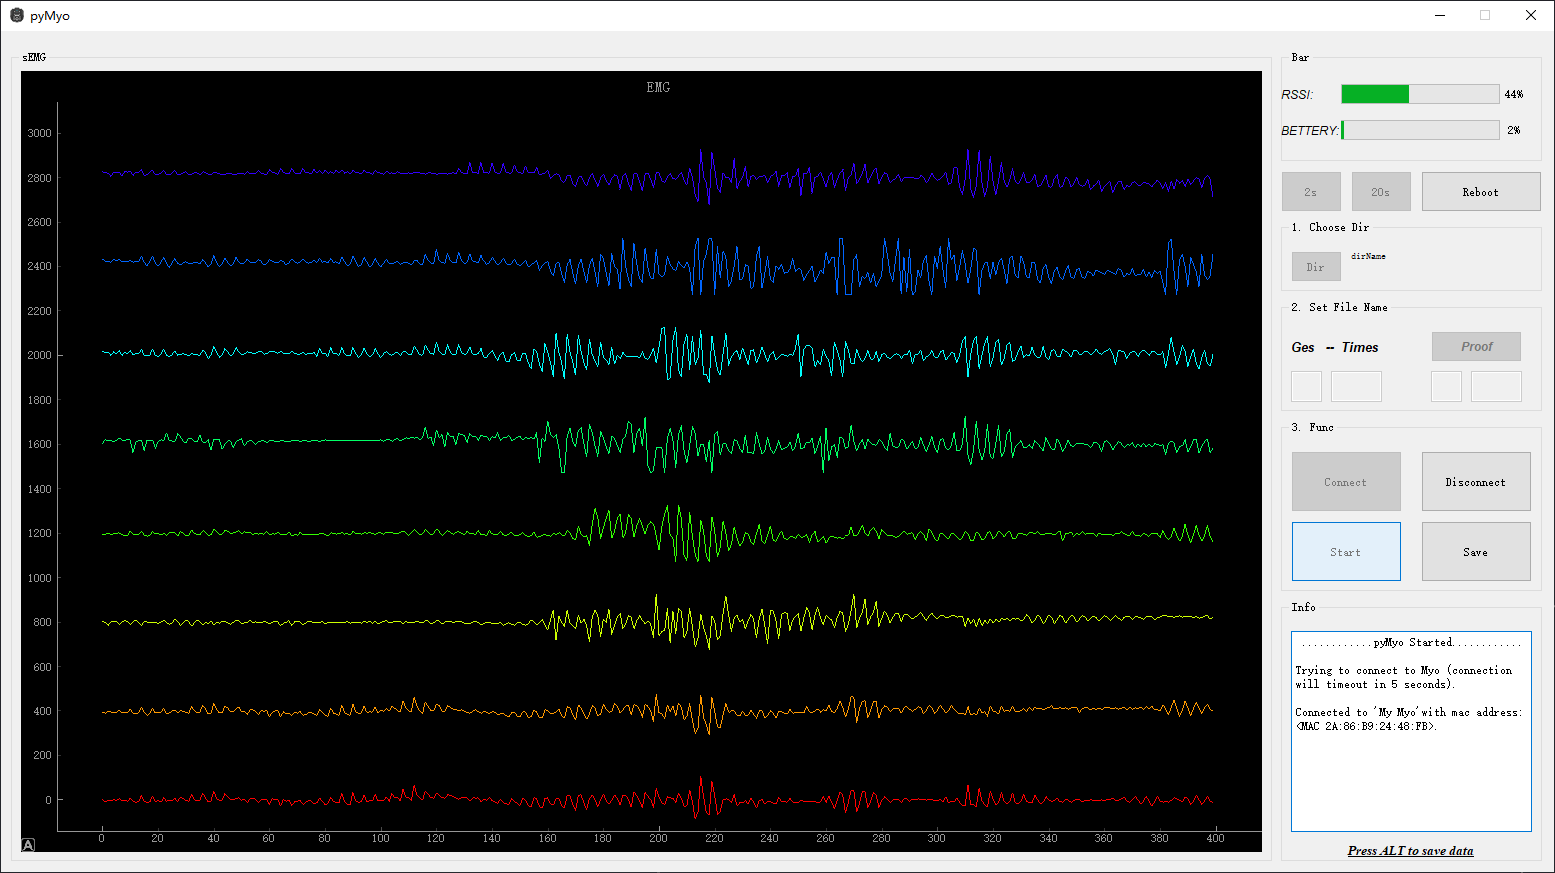 pyMyo
sEMG
EMG
3000
2800
2600
2400
2200
2000
1800
1600
1400
1200
1000
800
600
400
200
0
0 20 40 60 80 100 120 140 160 180 200 220 240 260 280 300 320 340 360 380 400
A
Bar
RSSI: 44%
BETTERY: 2%
2s 20s Reboot
1. Choose Dir
Dir dirName
2. Set File Name
Ges -- Times Proof
3. Func
Connect Disconnect
Start Save
Info
............pyMyo Started............
Trying to connect to Myo (connection
will timeout in 5 seconds).
Connected to 'My Myo'with mac address:
<MAC 2A:86:B9:24:48:FB>.
Press ALT to save data